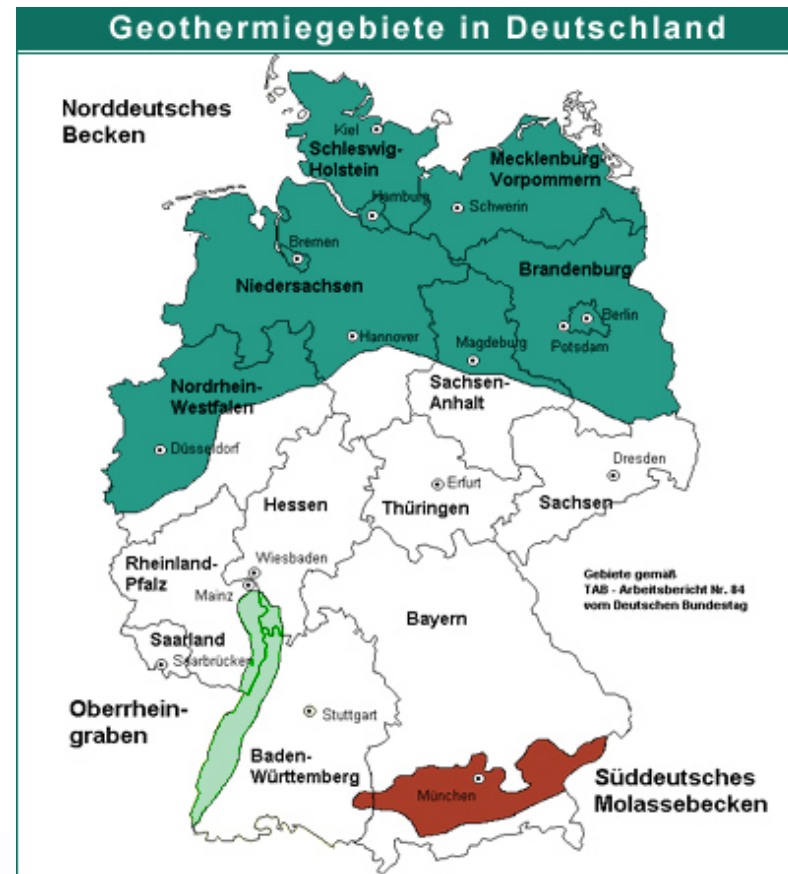 Geothermiegebiete in Deutschland
Norddeutsches
Becken
Kiel
Schleswig-
Holstein
Mecklenburg-
Vorpommern
Hamburg
Schwerin
Bremen
Brandenburg
Niedersachsen
Berlin
Hannover
Magdeburg
Potsdam
Nordrhein-
Westfalen
Sachsen-
Anhalt
Düsseldorf
Dresden
Erfurt
Hessen
Thüringen
Sachsen
Wiesbaden
Rheinland-
Pfalz
Mainz
Gebiete gemäß
TAB - Arbeitsbericht Nr. 84
vom Deutschen Bundestag
Bayern
Saarland
Saarbrücken
Oberrhein-
graben
Stuttgart
Baden-
Württemberg
München
Süddeutsches
Molassebecken